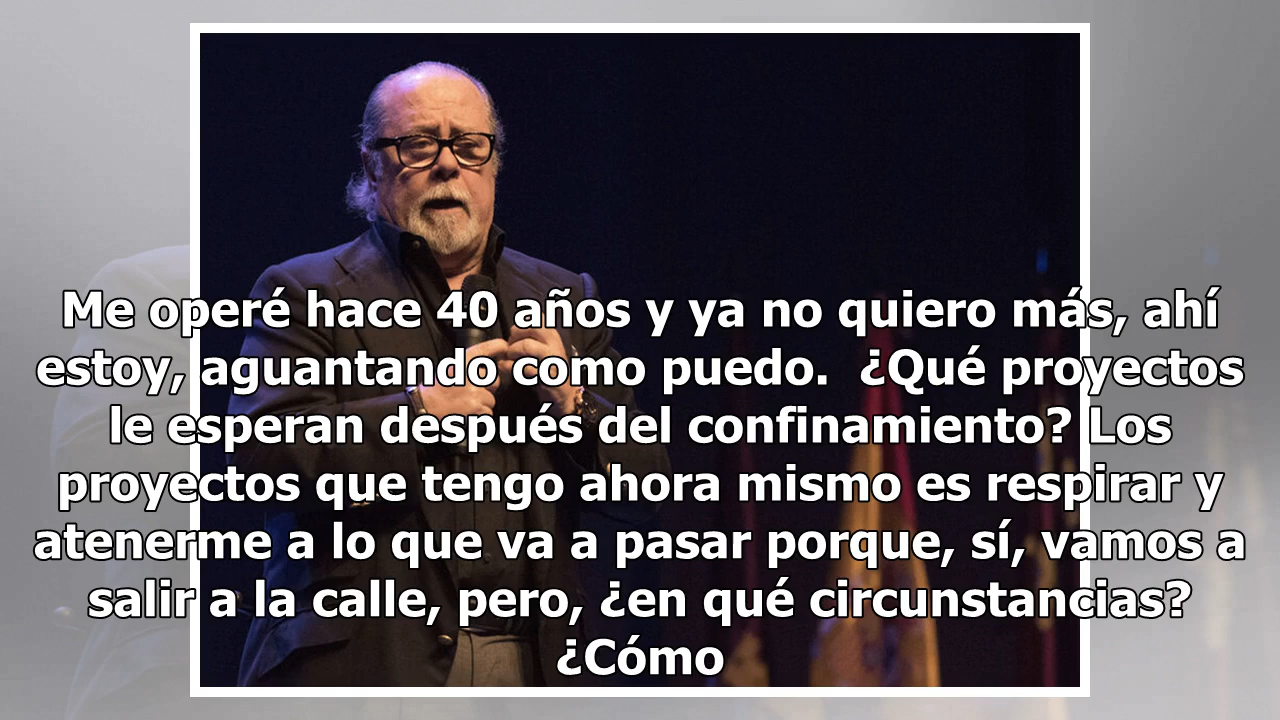 Me operé hace 40 años y ya no quiero más, ahí
estoy, aguantando como puedo.  ¿Qué proyectos
le esperan después del confinamiento? Los
proyectos que tengo ahora mismo es respirar y
atenerme a lo que va a pasar porque, sí, vamos a
salir a la calle, pero, ¿en qué circunstancias?
¿Cómo